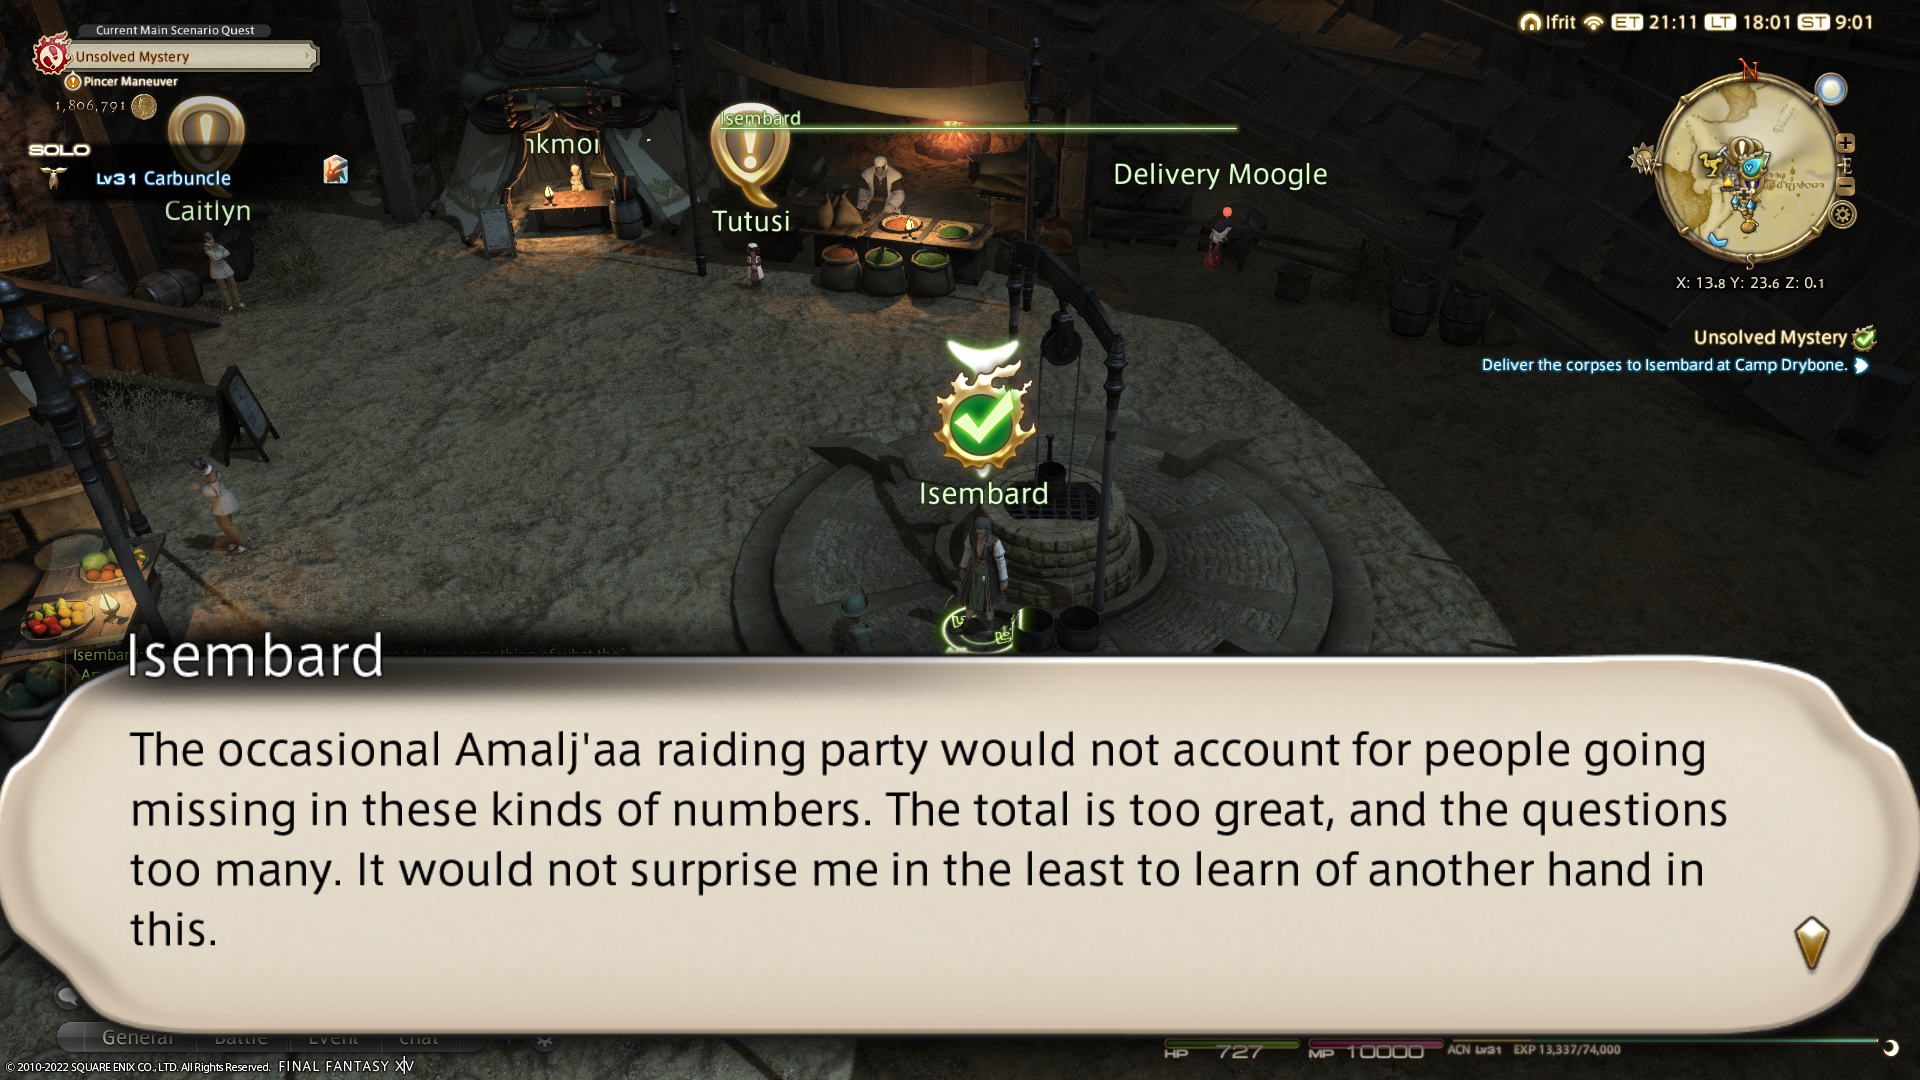 Current Main Scenario Quest
Unsolved Mystery
Pincer Maneuver
1,806,791
SOLO
Lv31 Carbuncle
Caitlyn
Isembard
Tutusi
Delivery Moogle
Ifrit ET 21:11 LT 18:01 ST 9:01
N
W
E
S
X: 13.8 Y: 23.6 Z: 0.1
Unsolved Mystery
Deliver the corpses to Isembard at Camp Drybone.
Isembard
Isembard
The occasional Amalj'aa raiding party would not account for people going
missing in these kinds of numbers. The total is too great, and the questions
too many. It would not surprise me in the least to learn of another hand in
this.
General Battle Event Chat
HP 727 MP 10000 ACN Lv31 EXP 13,337/74,000
© 2010-2022 SQUARE ENIX CO., LTD. All Rights Reserved. FINAL FANTASY XIV